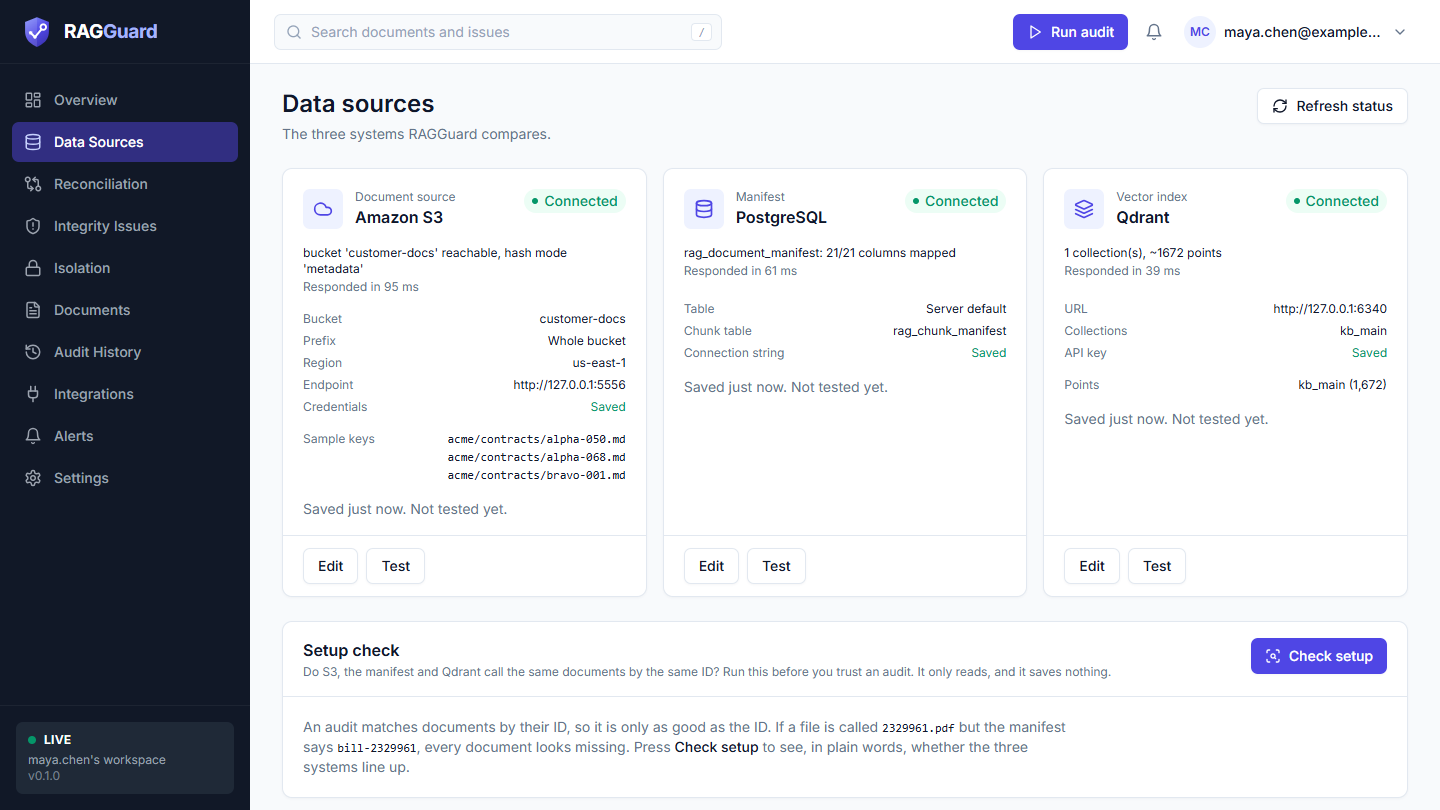 RAGGuard
Search documents and issues
/
Run audit
MC
maya.chen@example...
Overview
Data Sources
Reconciliation
Integrity Issues
Isolation
Documents
Audit History
Integrations
Alerts
Settings
LIVE
maya.chen's workspace
v0.1.0
Data sources
The three systems RAGGuard compares.
Refresh status
Document source
Amazon S3
Connected
bucket 'customer-docs' reachable, hash mode
'metadata'
Responded in 95 ms
Bucket customer-docs
Prefix Whole bucket
Region us-east-1
Endpoint http://127.0.0.1:5556
Credentials Saved
Sample keys acme/contracts/alpha-050.md
acme/contracts/alpha-068.md
acme/contracts/bravo-001.md
Saved just now. Not tested yet.
Edit Test
Manifest
PostgreSQL
Connected
rag_document_manifest: 21/21 columns mapped
Responded in 61 ms
Table Server default
Chunk table rag_chunk_manifest
Connection string Saved
Saved just now. Not tested yet.
Edit Test
Vector index
Qdrant
Connected
1 collection(s), ~1672 points
Responded in 39 ms
URL http://127.0.0.1:6340
Collections kb_main
API key Saved
Points kb_main (1,672)
Saved just now. Not tested yet.
Edit Test
Setup check
Do S3, the manifest and Qdrant call the same documents by the same ID? Run this before you trust an audit. It only reads, and it saves nothing.
Check setup
An audit matches documents by their ID, so it is only as good as the ID. If a file is called 2329961.pdf but the manifest
says bill-2329961, every document looks missing. Press Check setup to see, in plain words, whether the three
systems line up.